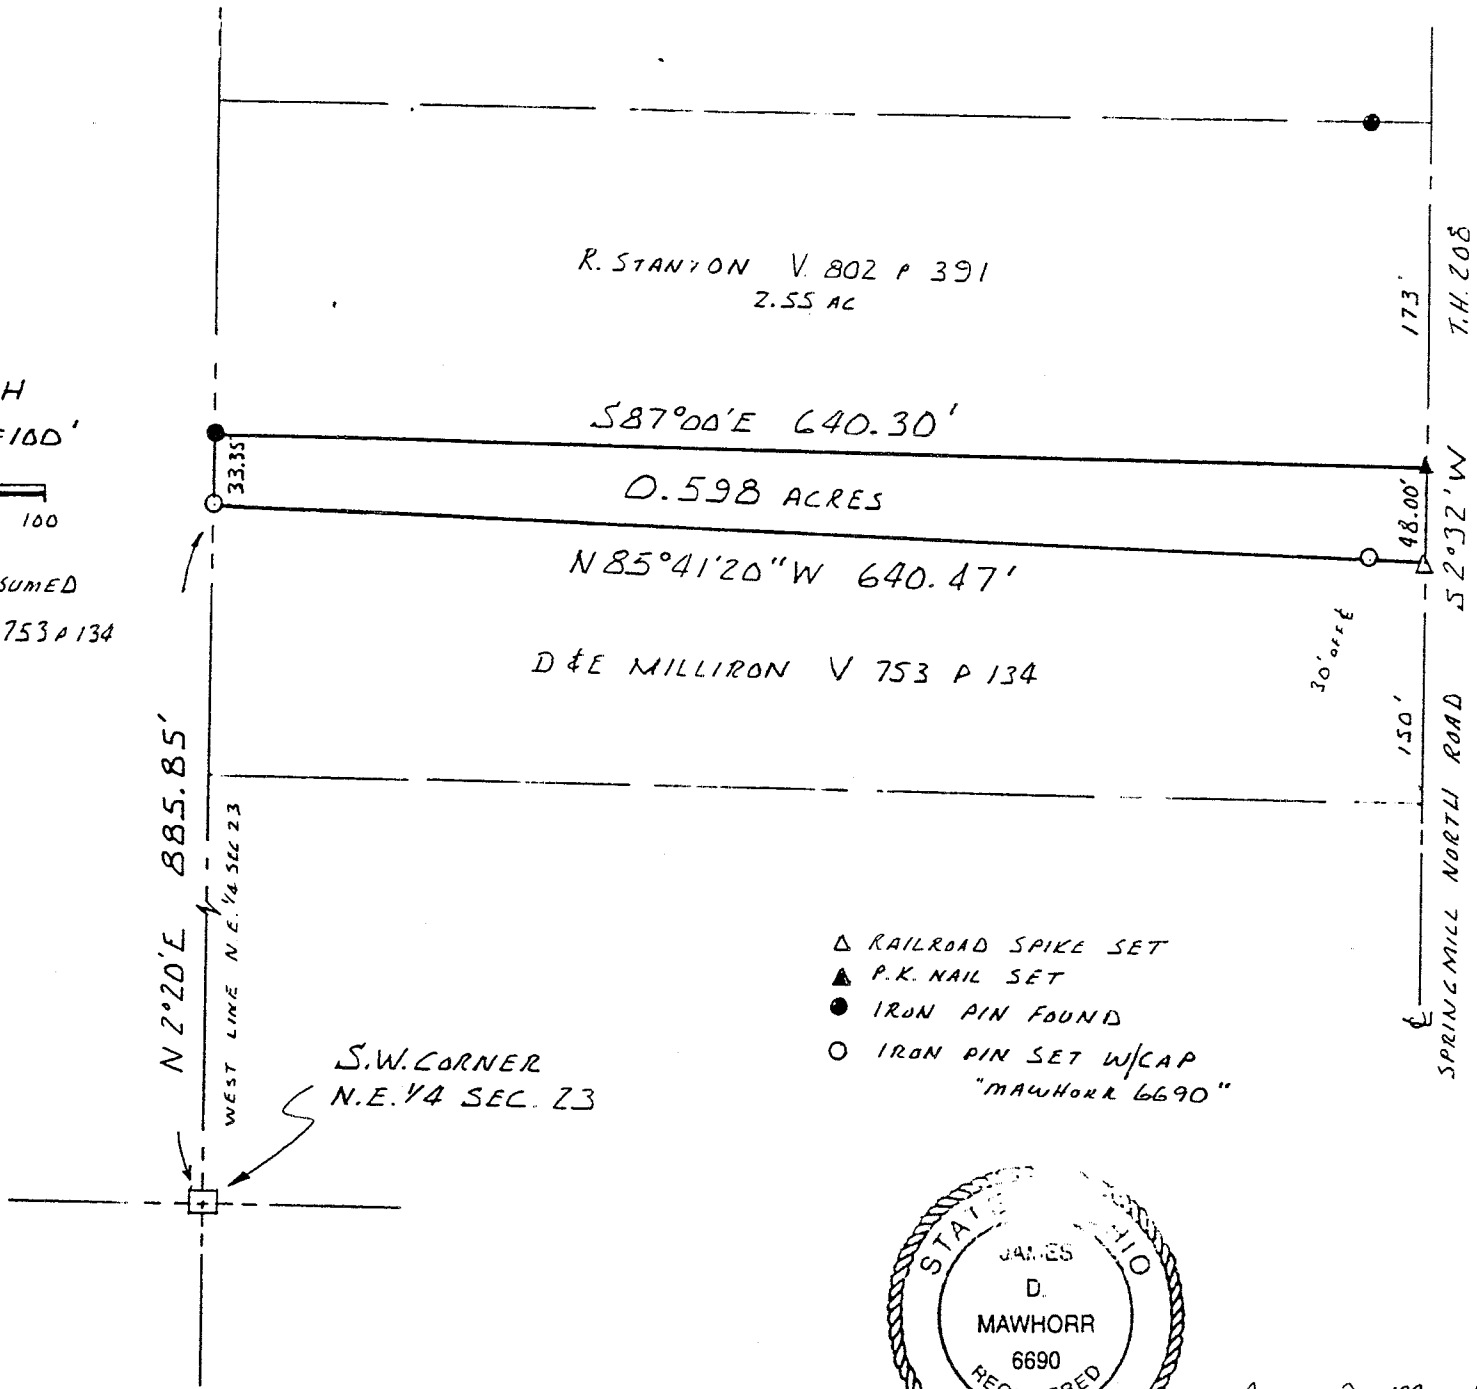 R. STANTON V. 802 P 391
2.55 AC
173'
T.H. 208
H
=100'
100
SUMED
753 P 134
S87°00'E 640.30'
33.35
0.598 ACRES
48.00'
S 2°32'W
N85°41'20"W 640.47'
30' OFF ℄
D & E MILLIRON V 753 P 134
150'
SPRINGMILL NORTH ROAD
℄
N 2°20'E 885.85'
WEST LINE N.E. 1/4 SEC 23
S.W. CORNER
N.E. 1/4 SEC. 23
△ RAILROAD SPIKE SET
▲ P.K. NAIL SET
● IRON PIN FOUND
○ IRON PIN SET W/CAP
"MAWHORR 6690"
STATE
JAMES
D.
MAWHORR
6690